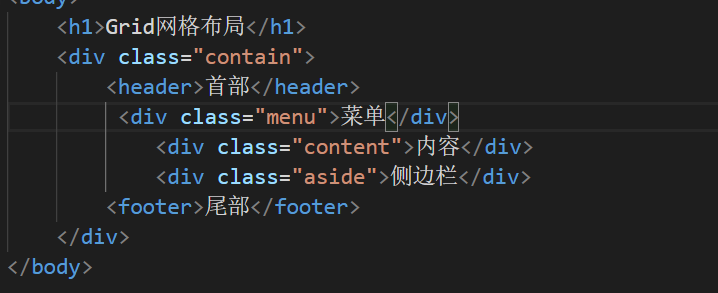 <body>
<h1>Grid网格布局</h1>
<div class="contain">
<header>首部</header>
<div class="menu">菜单</div>
<div class="content">内容</div>
<div class="aside">侧边栏</div>
<footer>尾部</footer>
</div>
</body>